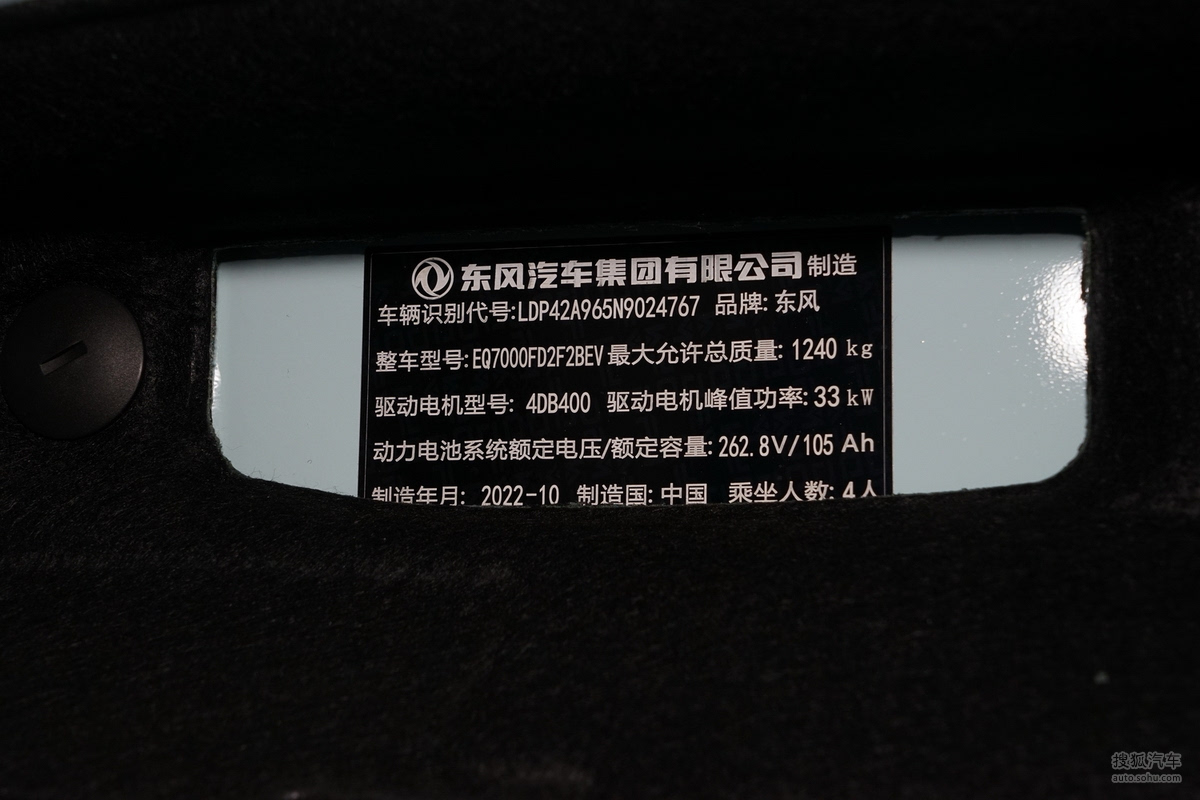 东风汽车集团有限公司 制造
车辆识别代号:LDP42A965N9024767 品牌: 东风
整车型号:EQ7000FD2F2BEV 最大允许总质量: 1240 kg
驱动电机型号: 4DB400 驱动电机峰值功率: 33 kW
动力电池系统额定电压/额定容量: 262.8V/105 Ah
制造年月: 2022-10 制造国: 中国 乘坐人数: 4人
搜狐汽车
auto.sohu.com